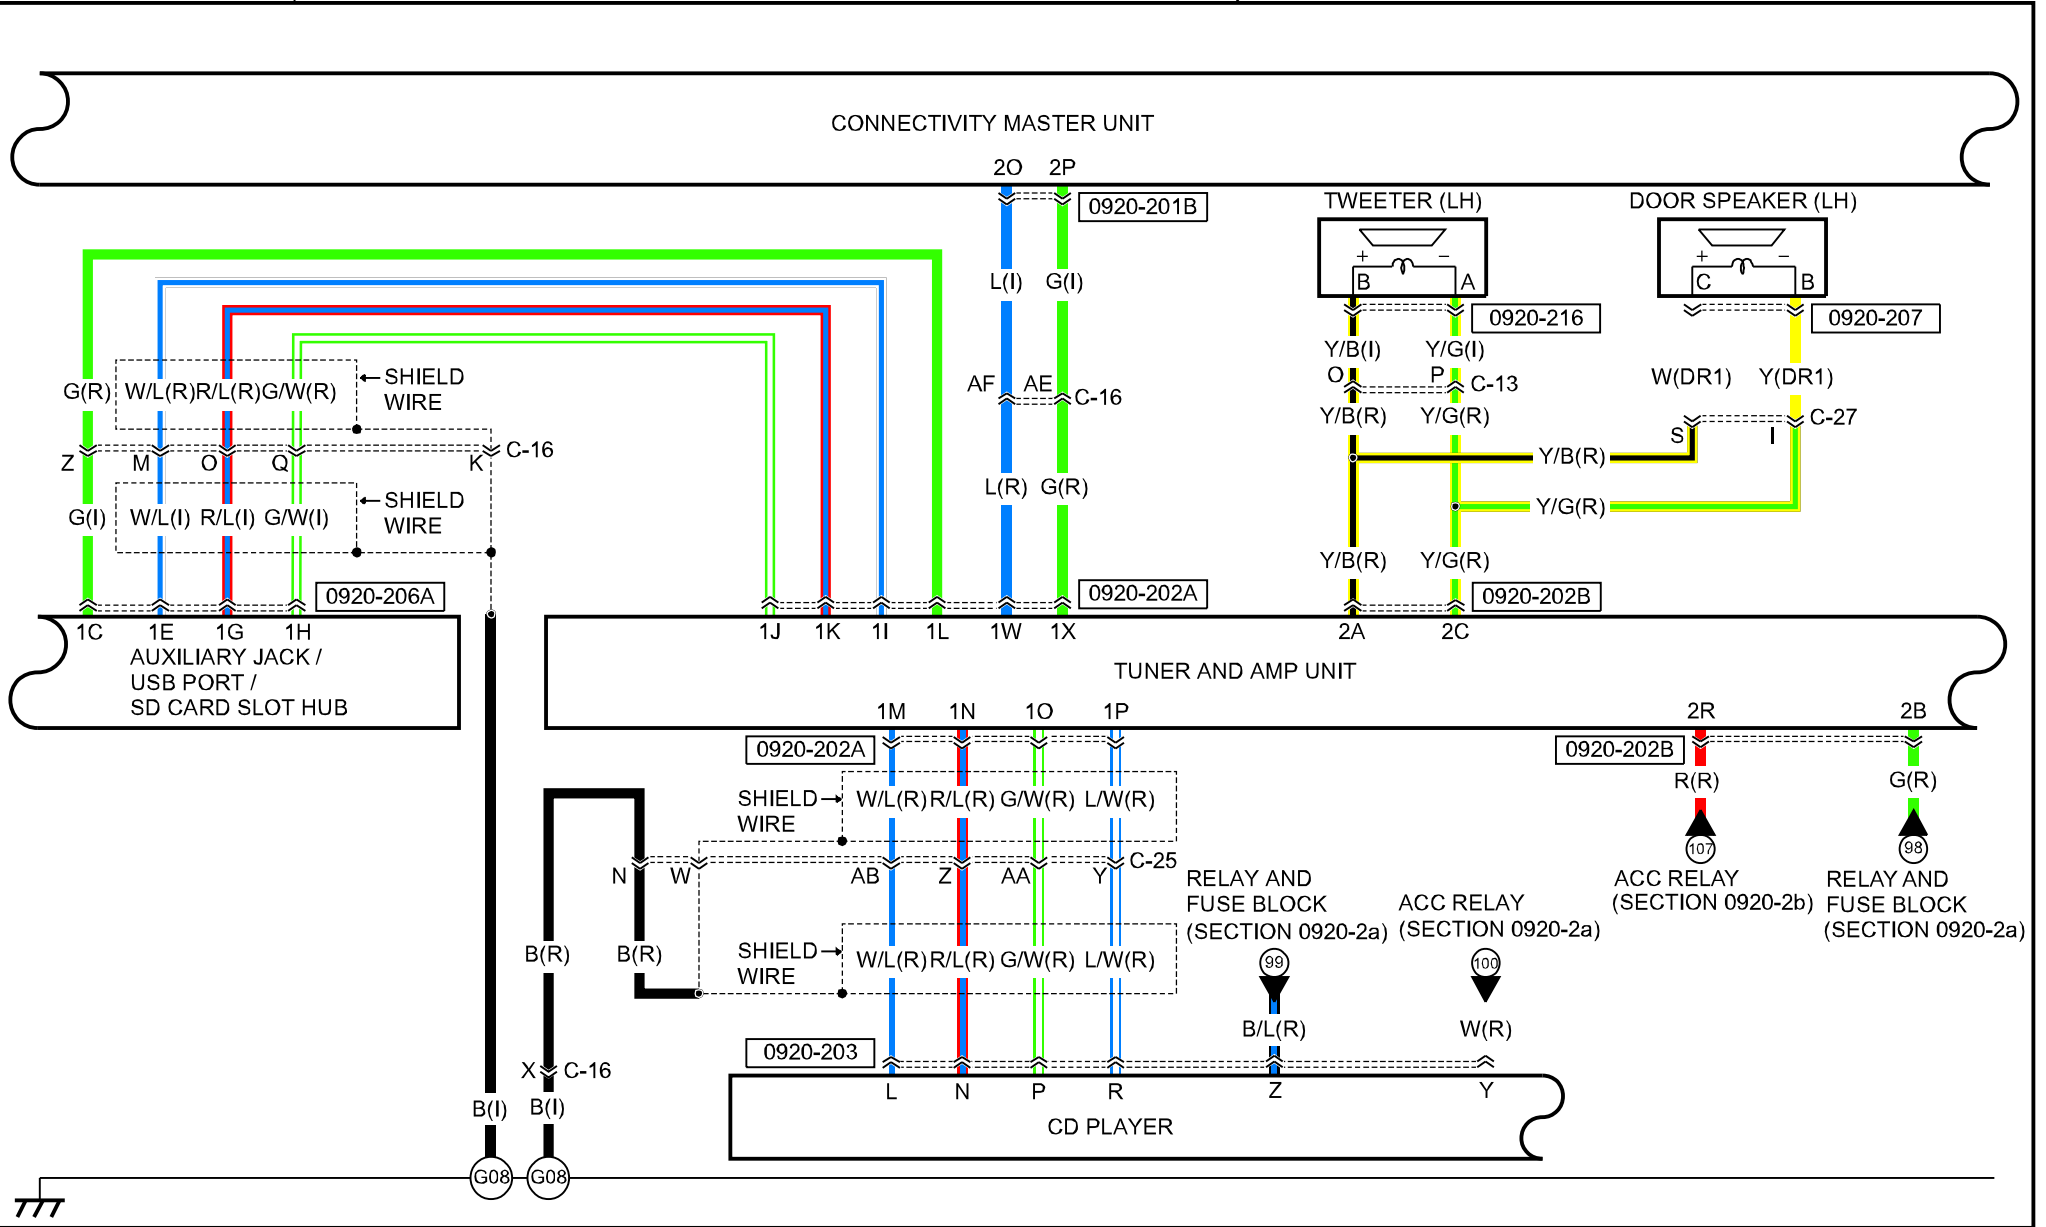 CONNECTIVITY MASTER UNIT
2O 2P
0920-201B
TWEETER (LH)
DOOR SPEAKER (LH)
+ −
B A
+ −
C B
0920-216
0920-207
L(I) G(I)
Y/B(I) Y/G(I)
O P C-13
W(DR1) Y(DR1)
G(R) W/L(R) R/L(R) G/W(R)
SHIELD
WIRE
AF AE C-16
Y/B(R) Y/G(R)
S I C-27
Z M O Q K C-16
Y/B(R)
G(I) W/L(I) R/L(I) G/W(I)
SHIELD
WIRE
L(R) G(R)
Y/G(R)
Y/B(R) Y/G(R)
0920-206A
0920-202A
0920-202B
1C 1E 1G 1H
1J 1K 1I 1L 1W 1X
2A 2C
AUXILIARY JACK /
USB PORT /
SD CARD SLOT HUB
TUNER AND AMP UNIT
1M 1N 1O 1P
2R 2B
0920-202A
0920-202B
R(R) G(R)
SHIELD
WIRE
W/L(R) R/L(R) G/W(R) L/W(R)
107
98
N W AB Z AA Y C-25
ACC RELAY
(SECTION 0920-2b)
RELAY AND
FUSE BLOCK
(SECTION 0920-2a)
RELAY AND
FUSE BLOCK
(SECTION 0920-2a)
ACC RELAY
(SECTION 0920-2a)
B(R) B(R)
SHIELD
WIRE
W/L(R) R/L(R) G/W(R) L/W(R)
99
100
B/L(R) W(R)
0920-203
X C-16
L N P R Z Y
B(I) B(I)
CD PLAYER
G08 G08